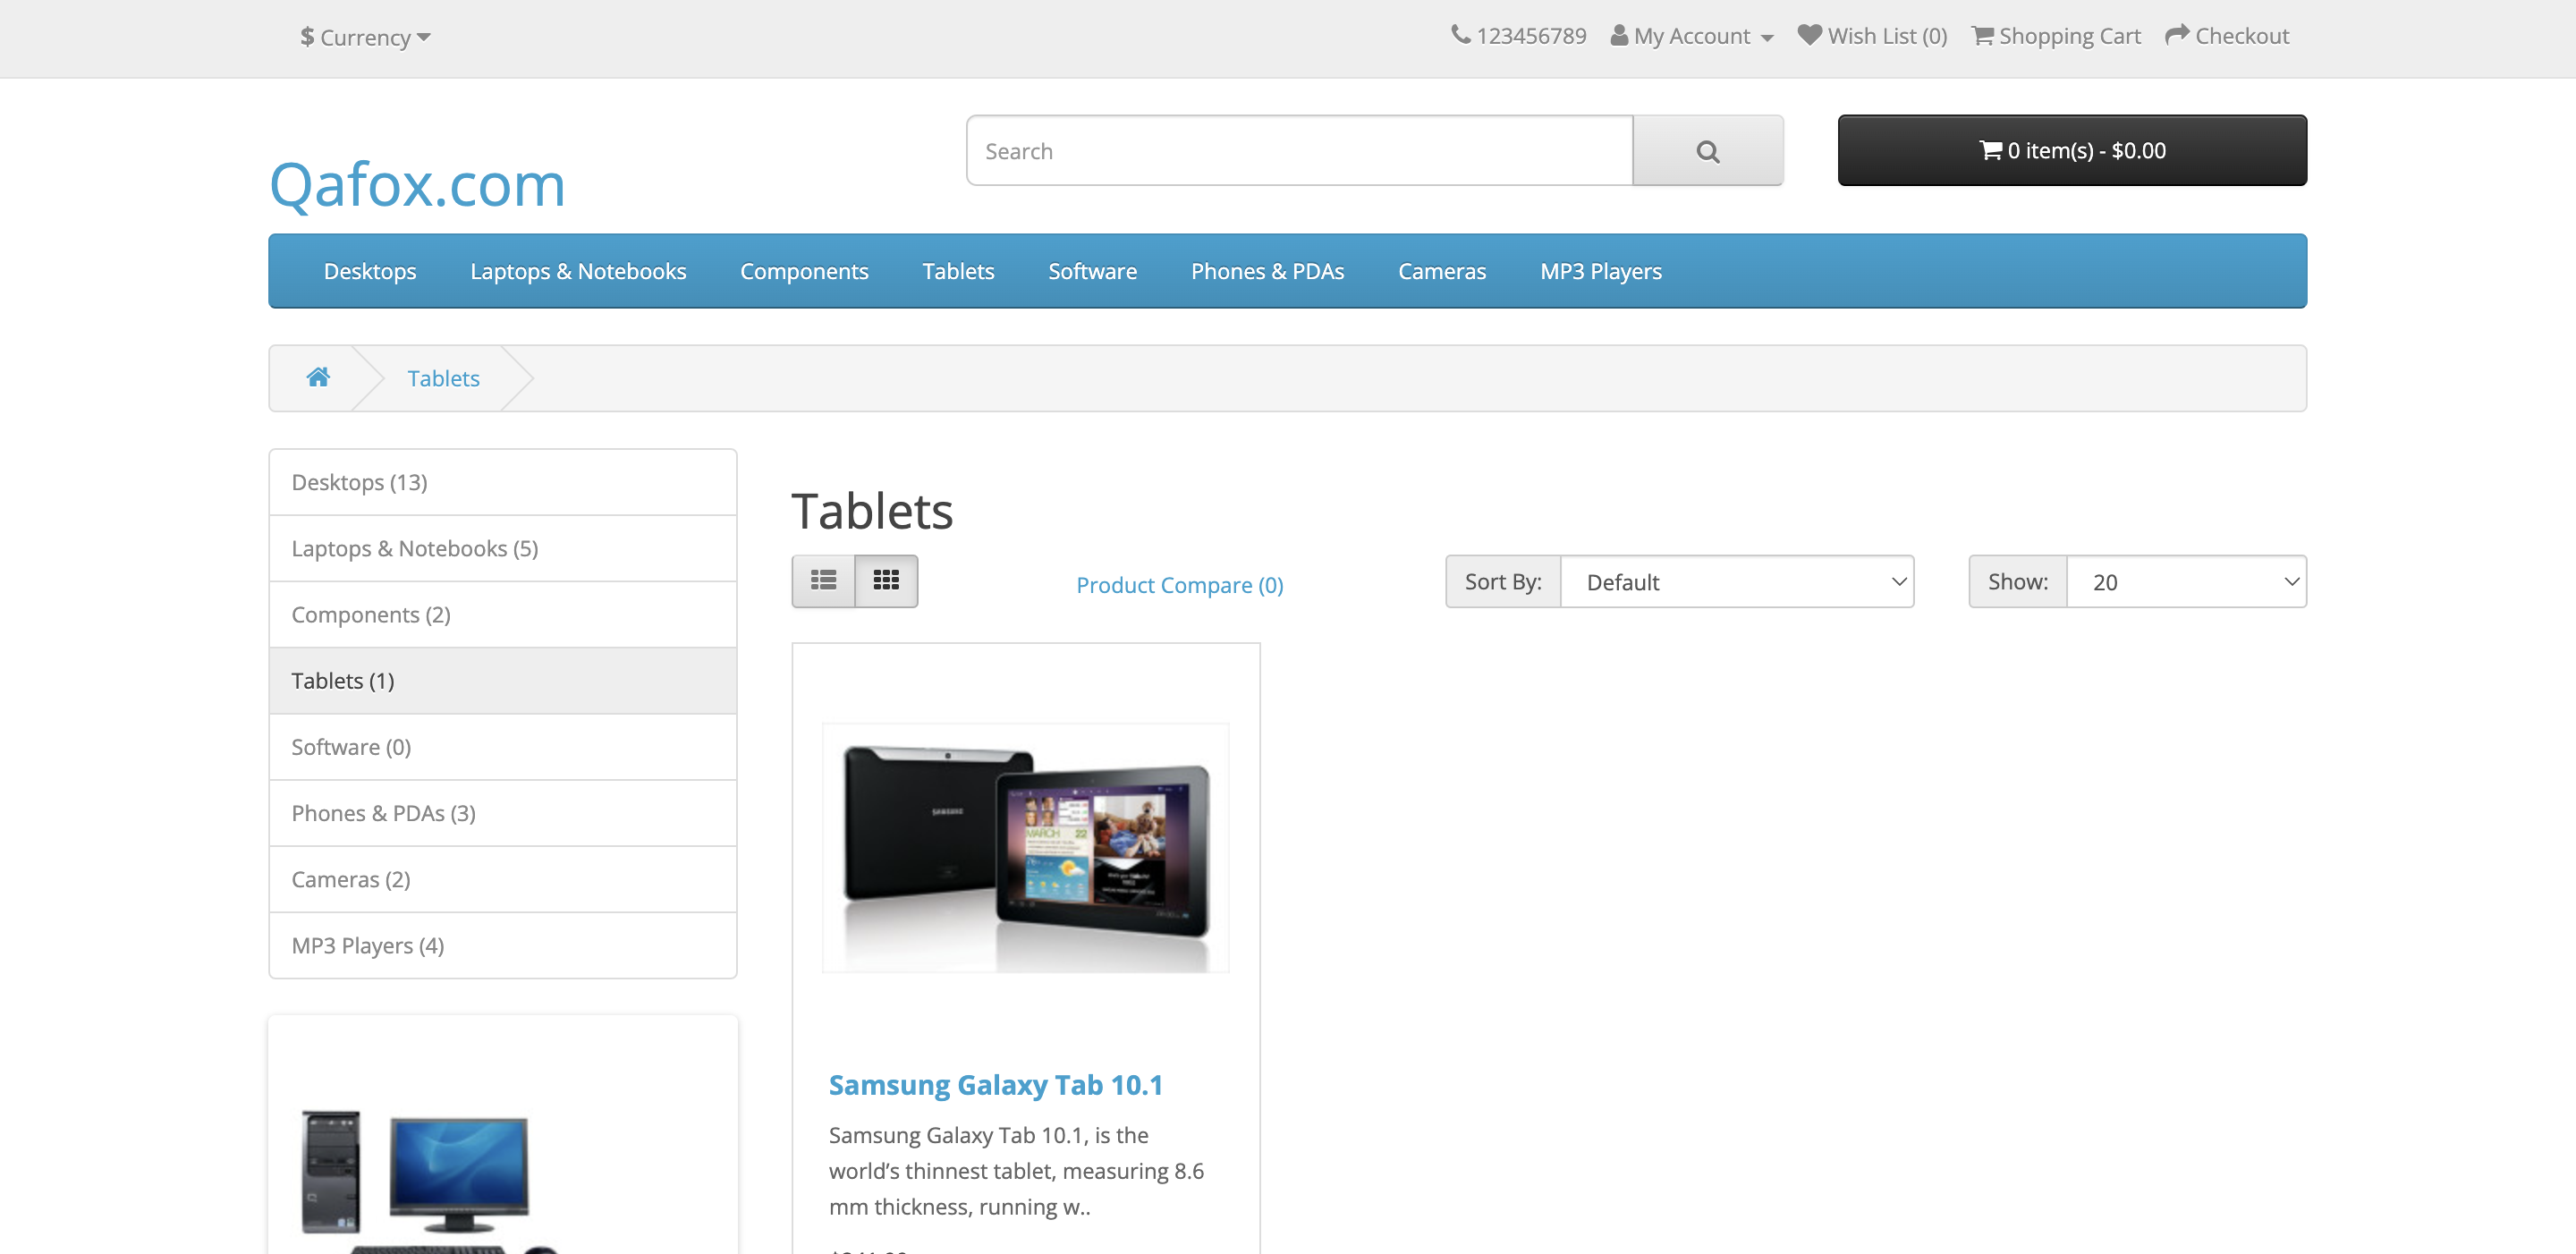 $ Currency
123456789 My Account Wish List (0) Shopping Cart Checkout
Search
0 item(s) - $0.00
Qafox.com
Desktops Laptops & Notebooks Components Tablets Software Phones & PDAs Cameras MP3 Players
Tablets
Desktops (13)
Laptops & Notebooks (5)
Components (2)
Tablets (1)
Software (0)
Phones & PDAs (3)
Cameras (2)
MP3 Players (4)
Tablets
Product Compare (0)
Sort By: Default
Show: 20
SAMSUNG
MARCH 22
Samsung Galaxy Tab 10.1
Samsung Galaxy Tab 10.1, is the
world’s thinnest tablet, measuring 8.6
mm thickness, running w..